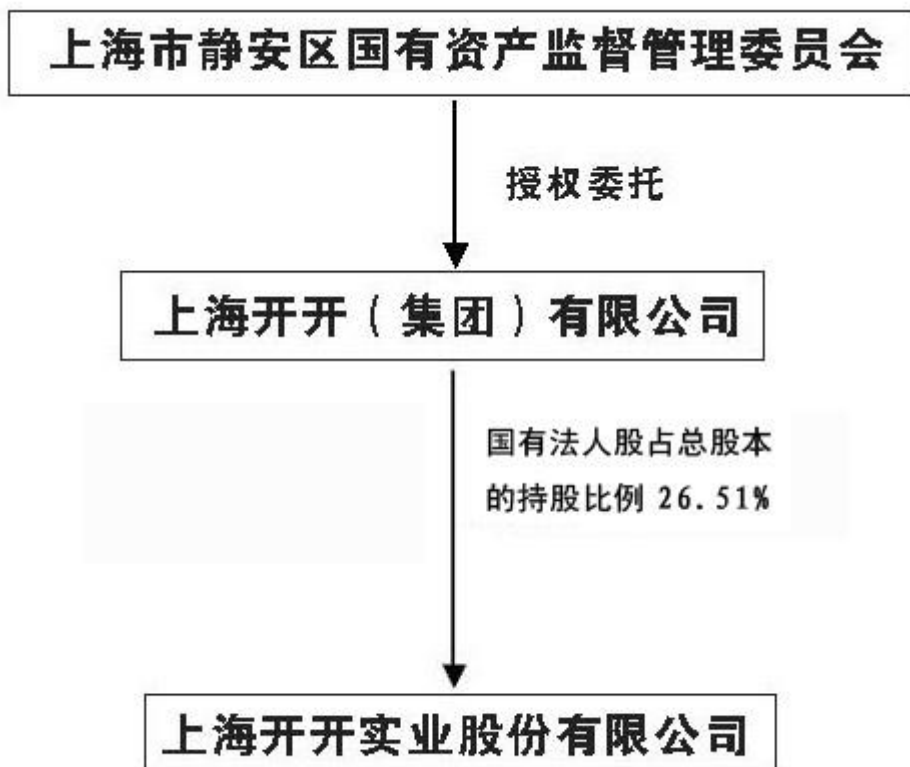 上海市静安区国有资产监督管理委员会
授权委托
上海开开(集团)有限公司
国有法人股占总股本
的持股比例 26.51%
上海开开实业股份有限公司